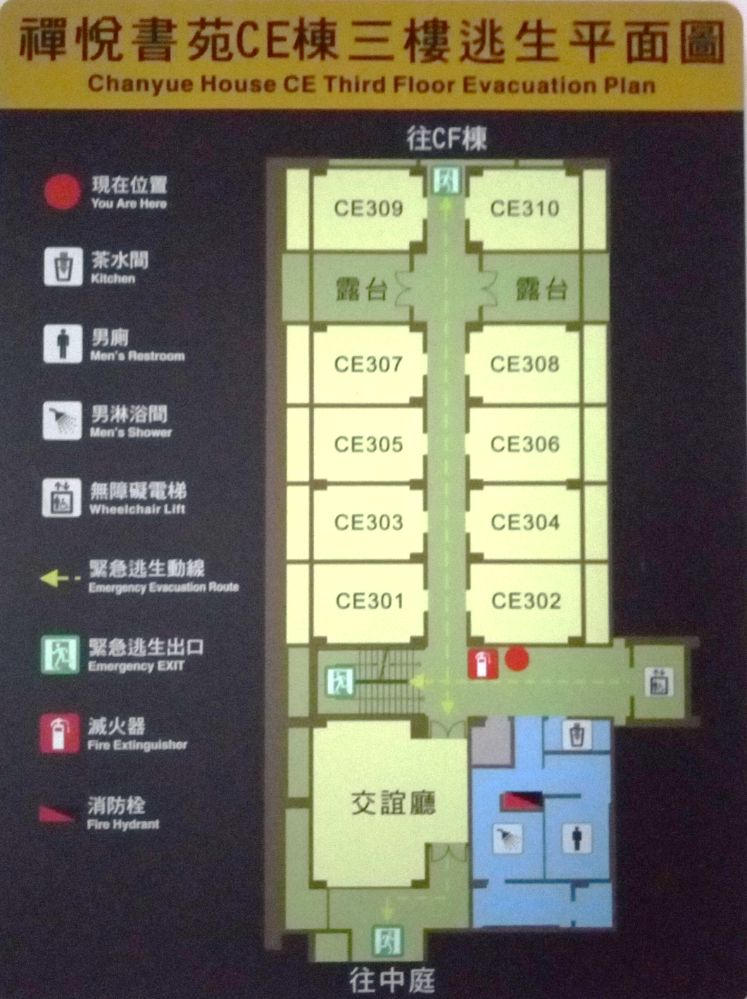 禪悅書苑CE棟三樓逃生平面圖
Chanyue House CE Third Floor Evacuation Plan
往CF棟
現在位置
You Are Here
茶水間
Kitchen
男廁
Men's Restroom
男淋浴間
Men's Shower
無障礙電梯
Wheelchair Lift
緊急逃生動線
Emergency Evacuation Route
緊急逃生出口
Emergency EXIT
滅火器
Fire Extinguisher
消防栓
Fire Hydrant
CE309
CE310
露台
露台
CE307
CE308
CE305
CE306
CE303
CE304
CE301
CE302
交誼廳
往中庭